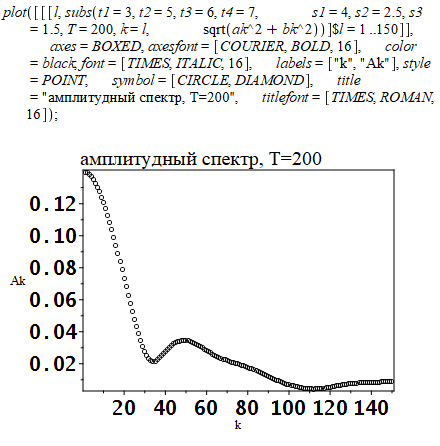 plot([[[l, subs(t1 = 3, t2 = 5, t3 = 6, t4 = 7, s1 = 4, s2 = 2.5, s3
= 1.5, T = 200, k = l, sqrt(ak^2 + bk^2))]$l = 1 ..150]],
axes = BOXED, axesfont = [COURIER, BOLD, 16], color
= black, font = [TIMES, ITALIC, 16], labels = ["k", "Ak"], style
= POINT, symbol = [CIRCLE, DIAMOND], title
= "амплитудный спектр, T=200", titlefont = [TIMES, ROMAN,
16]);
амплитудный спектр, T=200
0.12
0.10
0.08
Ak
0.06
0.04
0.02
20 40 60 80 100 140
k